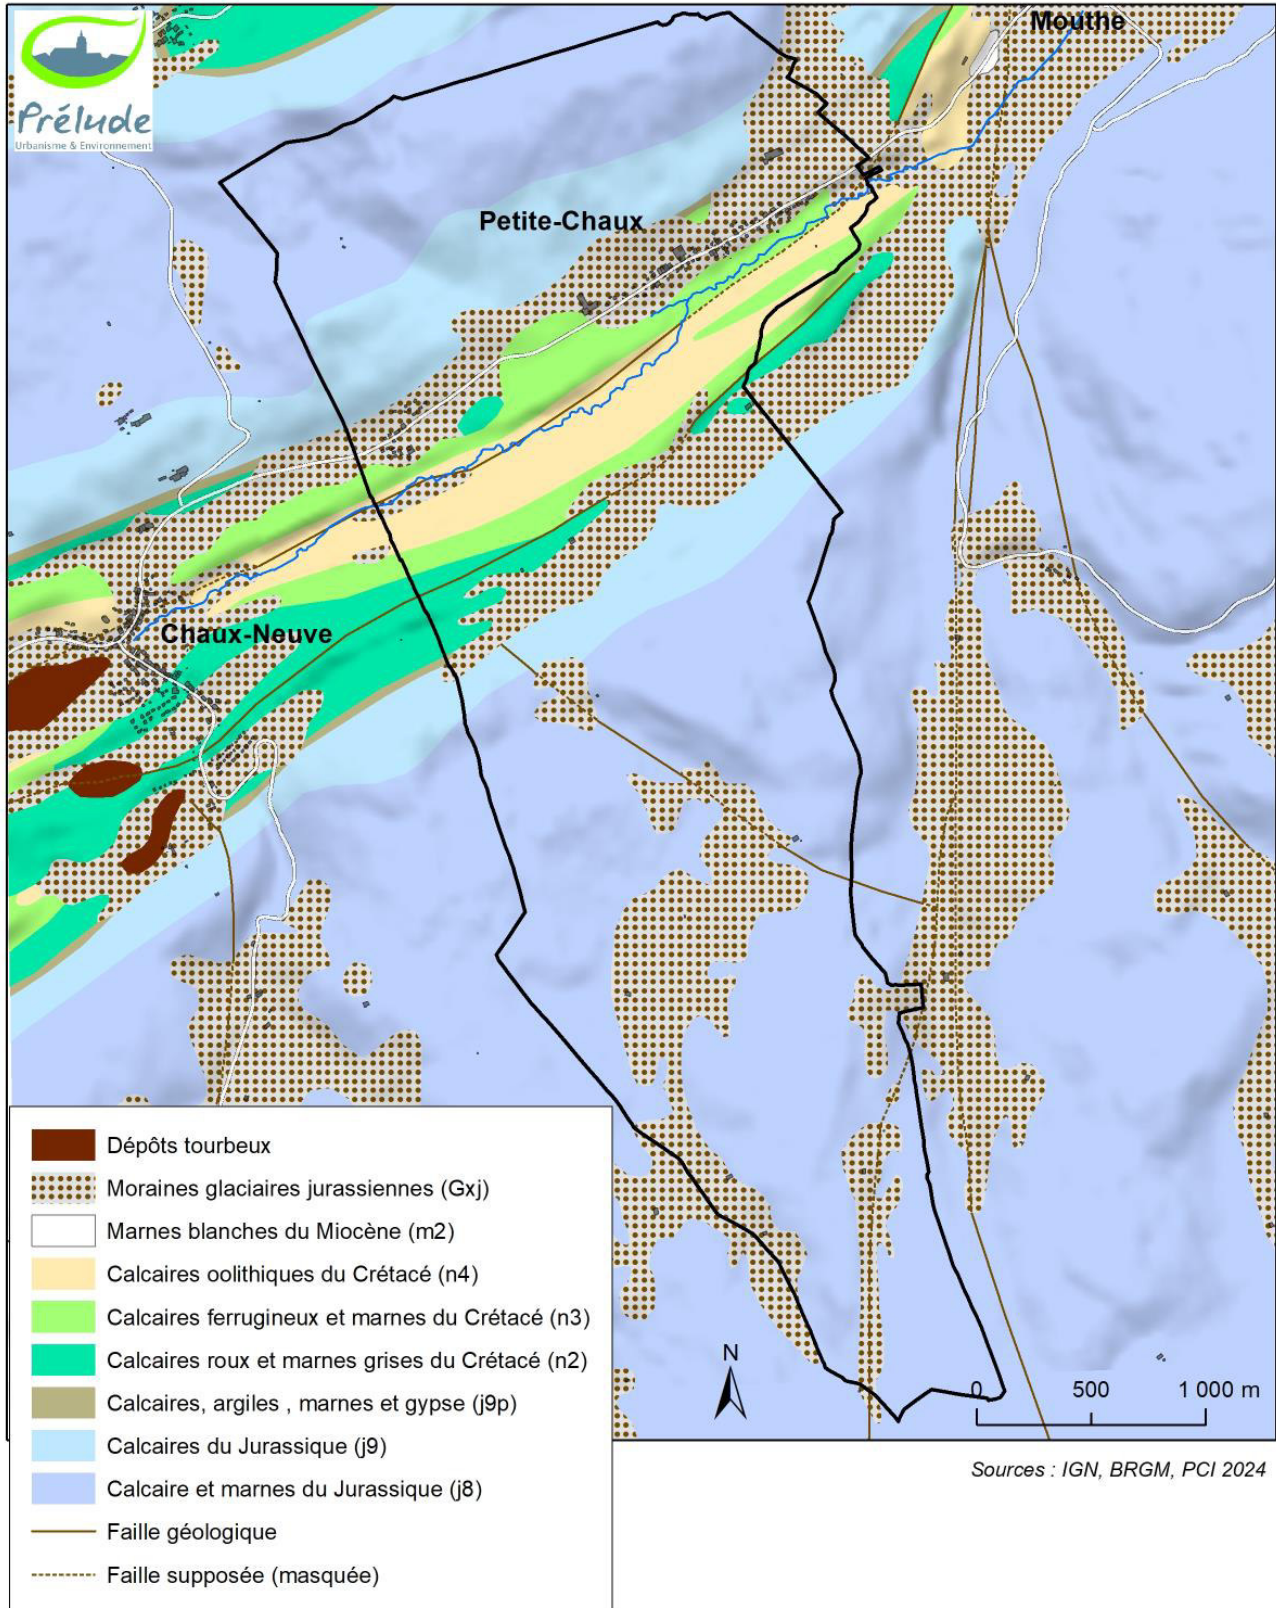 Mouthe
Prélude
Urbanisme & Environnement
Petite-Chaux
Chaux-Neuve
Dépôts tourbeux
Moraines glaciaires jurassiennes (Gxj)
Marnes blanches du Miocène (m2)
Calcaires oolithiques du Crétacé (n4)
Calcaires ferrugineux et marnes du Crétacé (n3)
Calcaires roux et marnes grises du Crétacé (n2)
Calcaires, argiles , marnes et gypse (j9p)
Calcaires du Jurassique (j9)
Calcaire et marnes du Jurassique (j8)
Faille géologique
Faille supposée (masquée)
N
0 500 1 000 m
Sources : IGN, BRGM, PCI 2024